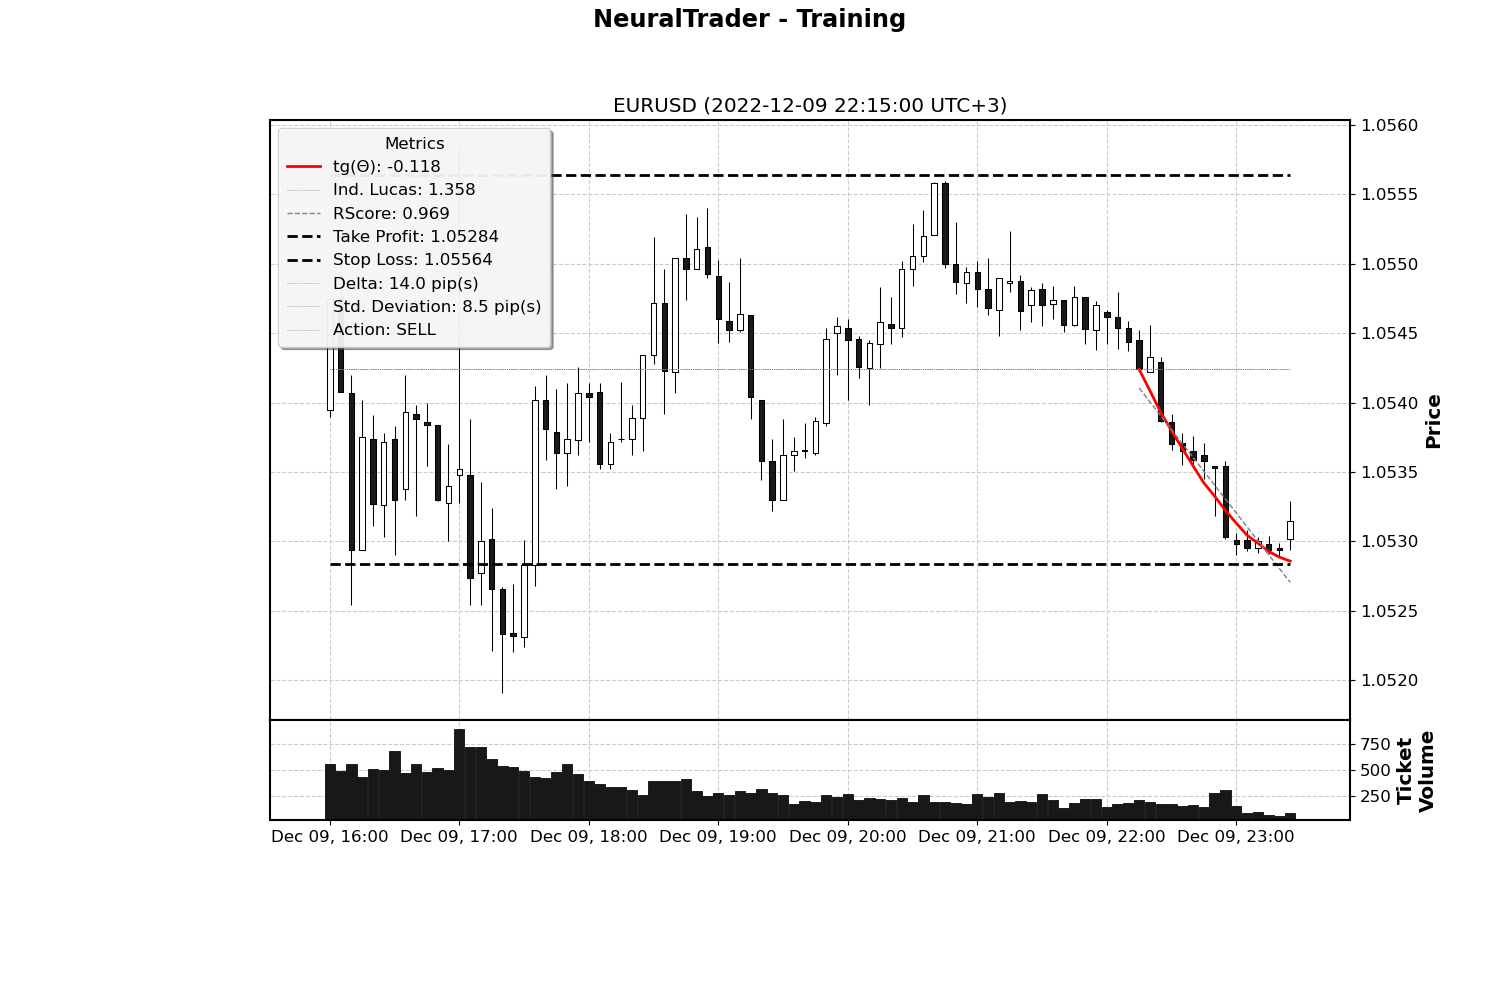 NeuralTrader - Training
EURUSD (2022-12-09 22:15:00 UTC+3)
Metrics
tg(Θ): -0.118
Ind. Lucas: 1.358
RScore: 0.969
Take Profit: 1.05284
Stop Loss: 1.05564
Delta: 14.0 pip(s)
Std. Deviation: 8.5 pip(s)
Action: SELL
1.0560
1.0555
1.0550
1.0545
1.0540
1.0535
1.0530
1.0525
1.0520
Price
750
500
250
Ticket
Volume
Dec 09, 16:00 Dec 09, 17:00 Dec 09, 18:00 Dec 09, 19:00 Dec 09, 20:00 Dec 09, 21:00 Dec 09, 22:00 Dec 09, 23:00